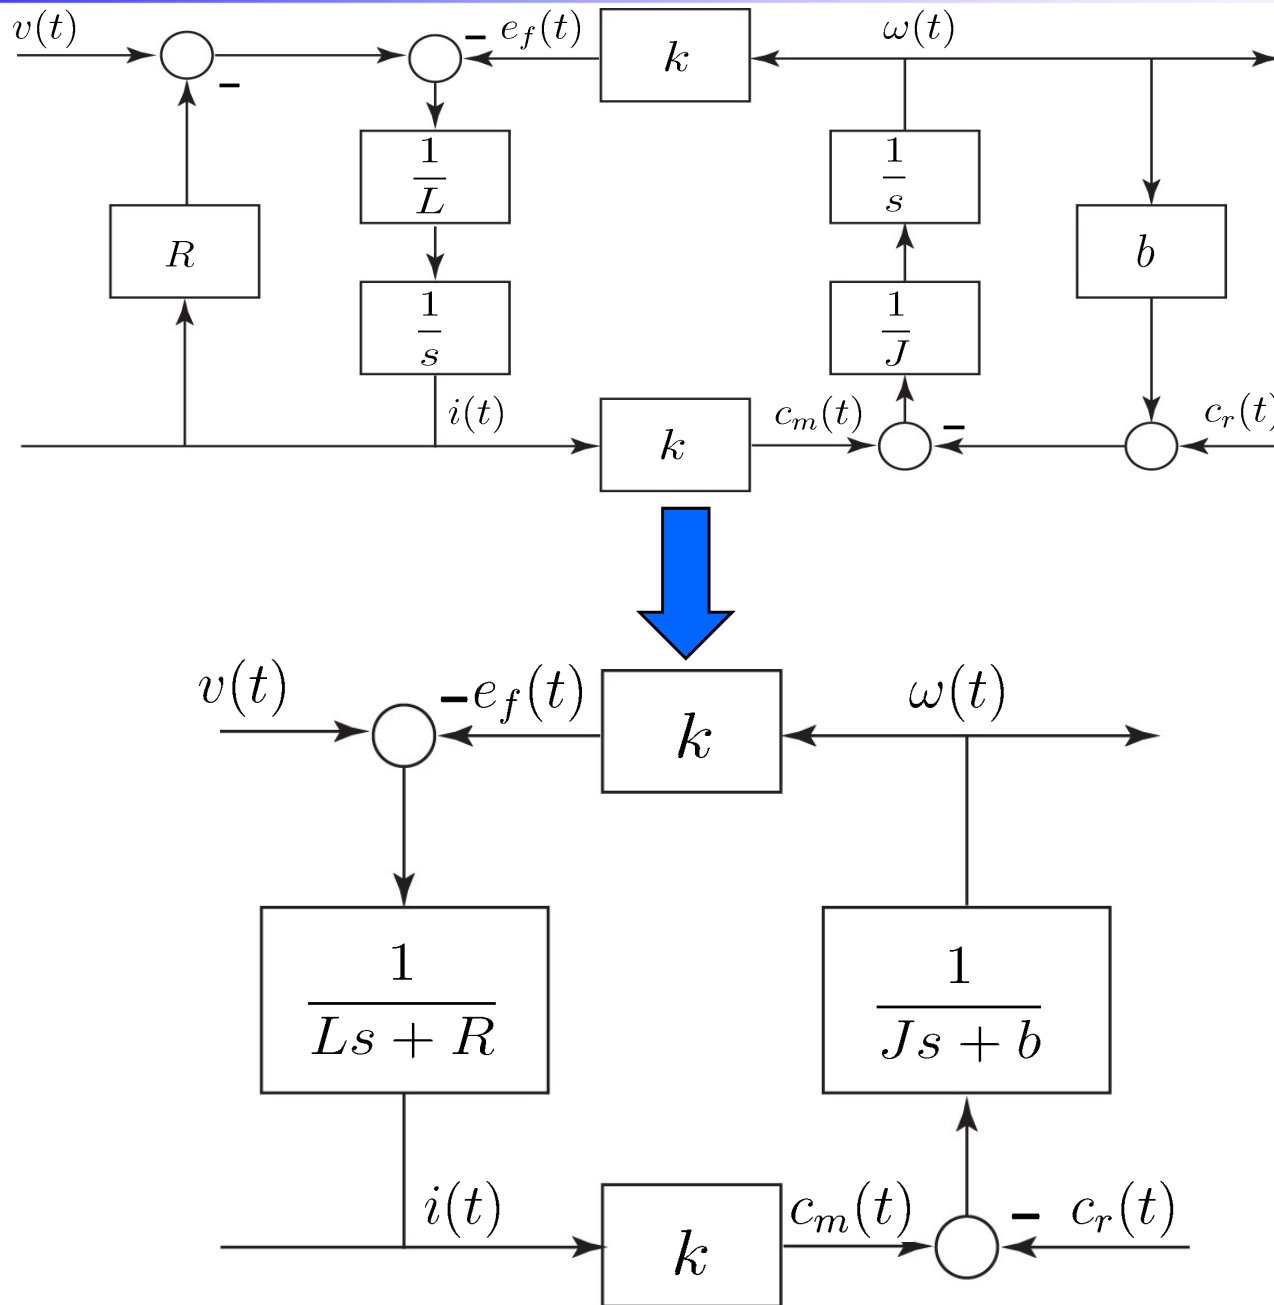 v(t)
−
e_f(t)
k
ω(t)
−
1/L
1/s
R
b
1/s
1/J
i(t)
k
c_m(t)
−
c_r(t)
v(t)
−e_f(t)
k
ω(t)
1/(Ls + R)
1/(Js + b)
i(t)
k
c_m(t)
−
c_r(t)